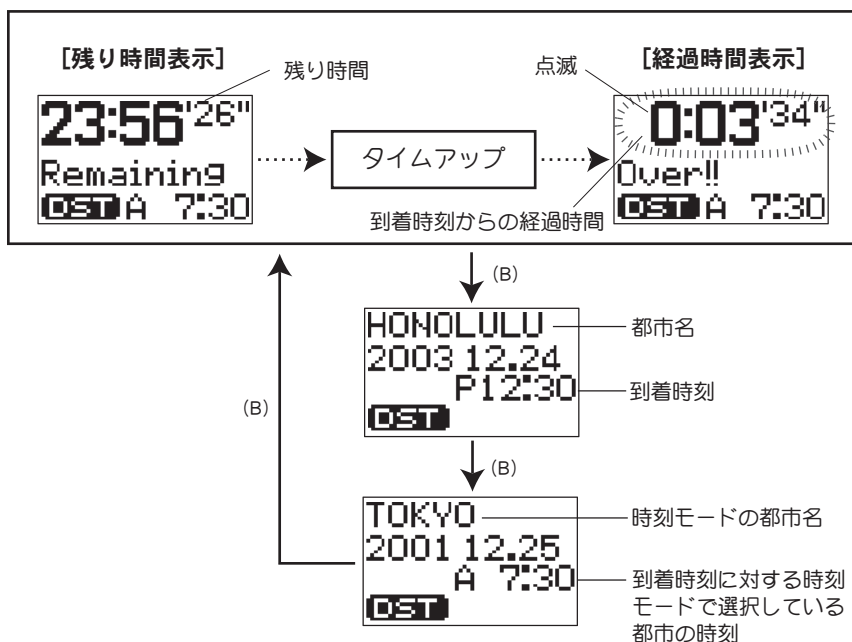 [残り時間表示]
残り時間
23:56'26"
Remaining
DST A 7:30
タイムアップ
点滅
[経過時間表示]
0:03'34"
Over!!
DST A 7:30
到着時刻からの経過時間
(B)
HONOLULU
都市名
2003 12.24
P12:30
到着時刻
DST
(B)
(B)
TOKYO
時刻モードの都市名
2001 12.25
A 7:30
到着時刻に対する時刻
モードで選択している
都市の時刻
DST